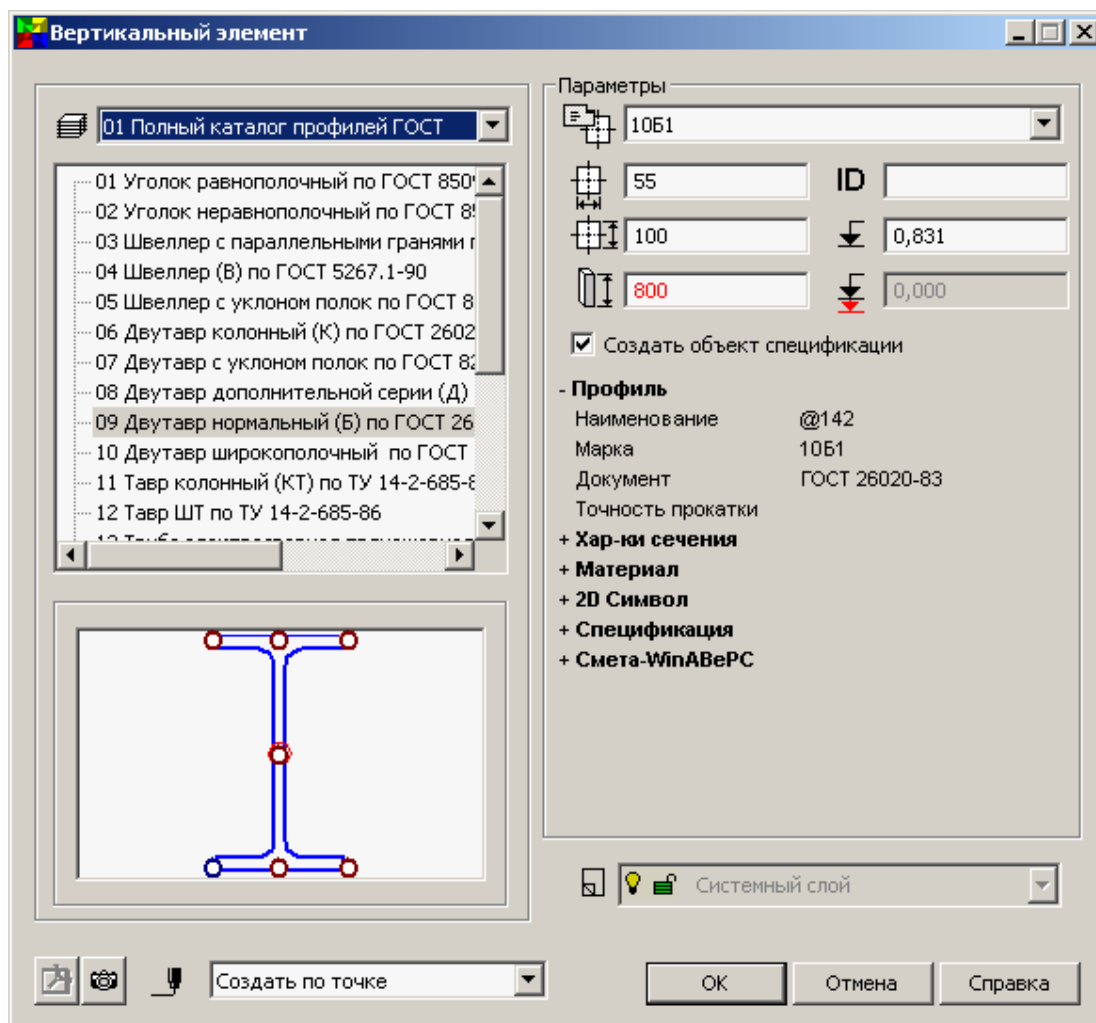 Вертикальный элемент
01 Полный каталог профилей ГОСТ
01 Уголок равнополочный по ГОСТ 850
02 Уголок неравнополочный по ГОСТ 8
03 Швеллер с параллельными гранями
04 Швеллер (В) по ГОСТ 5267.1-90
05 Швеллер с уклоном полок по ГОСТ 8
06 Двутавр колонный (К) по ГОСТ 2602
07 Двутавр с уклоном полок по ГОСТ 82
08 Двутавр дополнительной серии (Д)
09 Двутавр нормальный (Б) по ГОСТ 26
10 Двутавр широкополочный по ГОСТ
11 Тавр колонный (КТ) по ТУ 14-2-685-8
12 Тавр ШТ по ТУ 14-2-685-86
Параметры
10Б1
55
ID
100
0,831
800
0,000
Создать объект спецификации
- Профиль
Наименование @142
Марка 10Б1
Документ ГОСТ 26020-83
Точность прокатки
+ Хар-ки сечения
+ Материал
+ 2D Символ
+ Спецификация
+ Смета-WinАВеРС
Системный слой
Создать по точке
ОК
Отмена
Справка